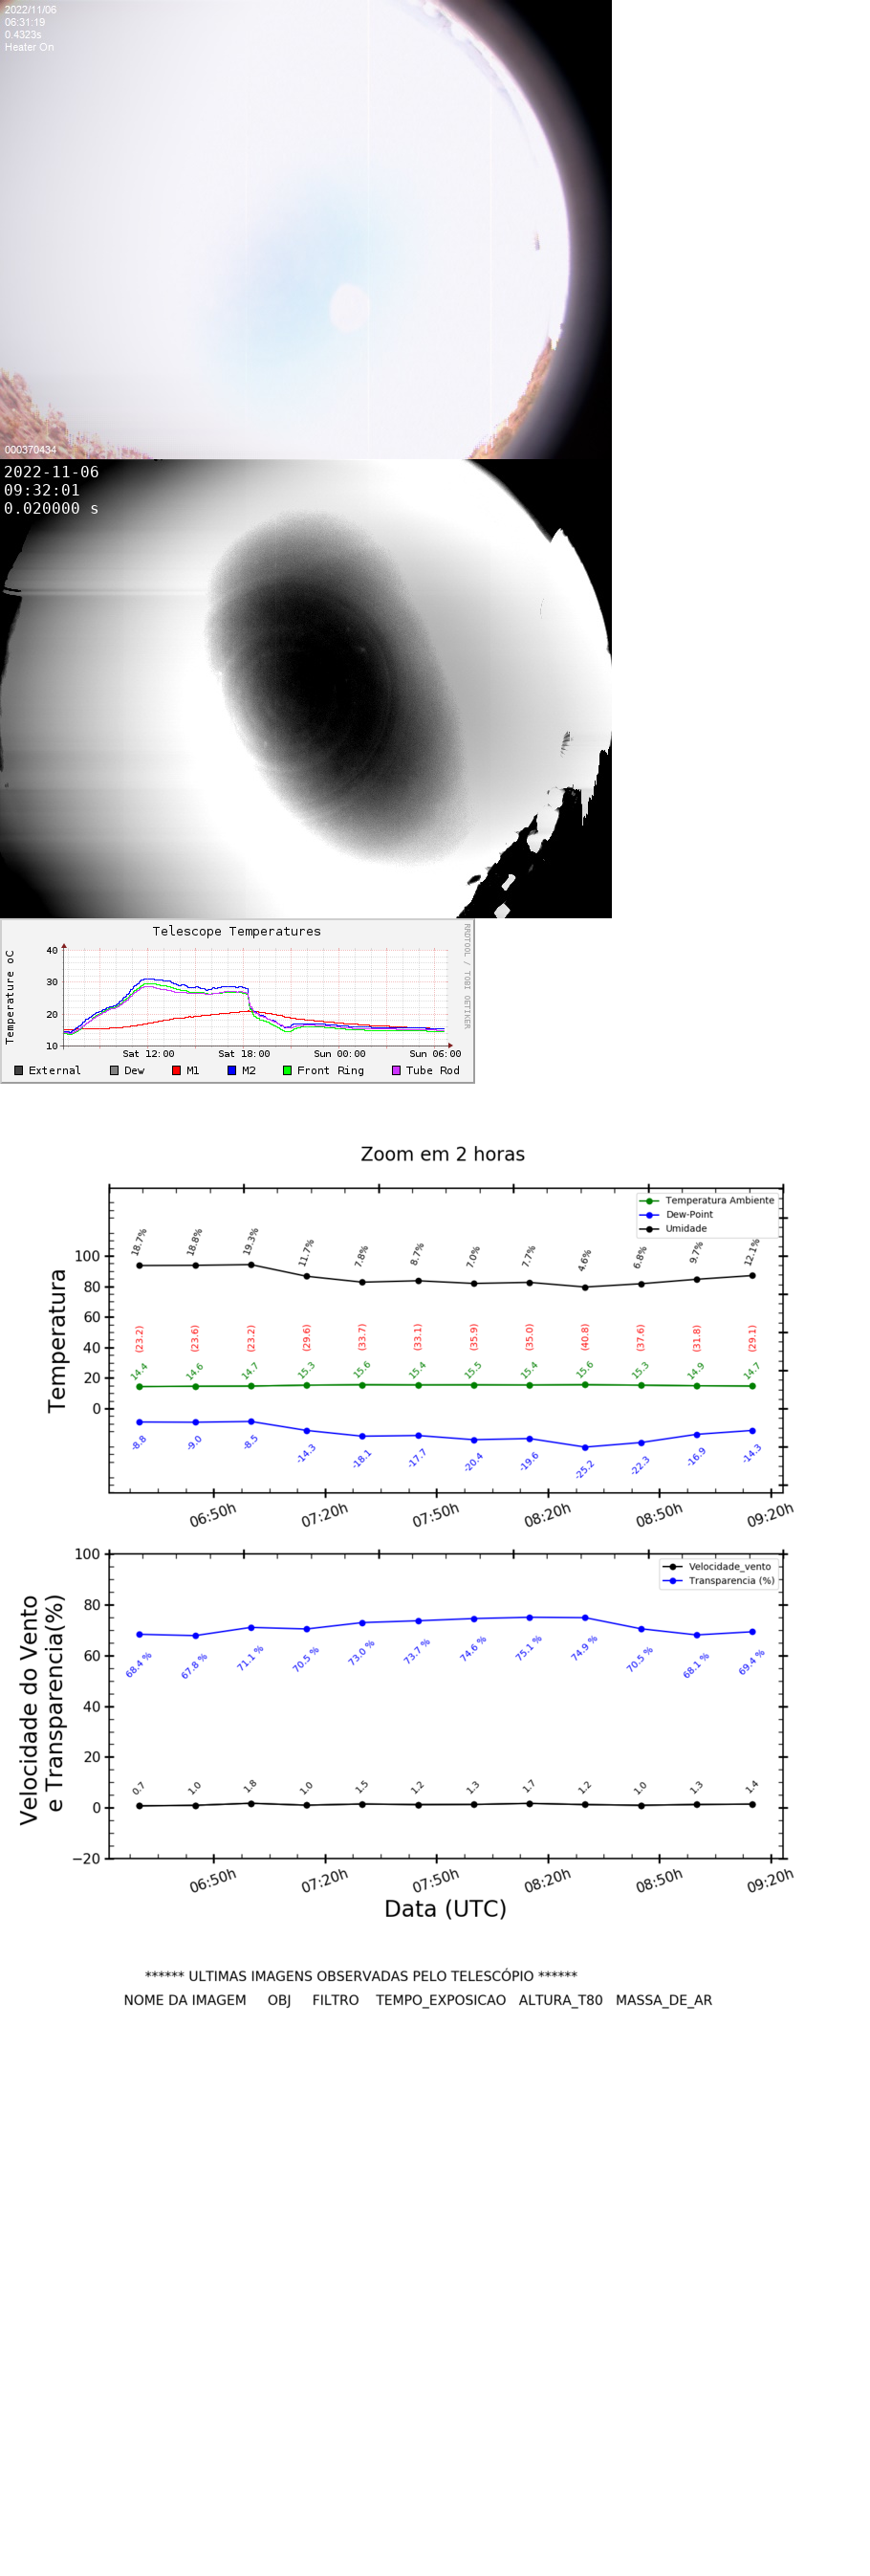 2022/11/06
06:31:19
0.4323s
Heater On
000370434
2022-11-06
09:32:01
0.020000 s
Telescope Temperatures
RRDTOOL / TOBI OETIKER
Temperature oC
40
30
20
10
Sat 12:00 Sat 18:00 Sun 00:00 Sun 06:00
External Dew M1 M2 Front Ring Tube Rod
Zoom em 2 horas
Temperatura Ambiente
Dew-Point
Umidade
Temperatura
100
80
60
40
20
0
18.7% 18.8% 19.3% 11.7% 7.8% 8.7% 7.0% 7.7% 4.6% 6.8% 9.7% 12.1%
(23.2) (23.6) (23.2) (29.6) (33.7) (33.1) (35.9) (35.0) (40.8) (37.6) (31.8) (29.1)
14.4 14.6 14.7 15.3 15.6 15.4 15.5 15.4 15.6 15.3 14.9 14.7
-8.8 -9.0 -8.5 -14.3 -18.1 -17.7 -20.4 -19.6 -25.2 -22.3 -16.9 -14.3
06:50h 07:20h 07:50h 08:20h 08:50h 09:20h
Velocidade_vento
Transparencia (%)
Velocidade do Vento
e Transparencia(%)
100
80
60
40
20
0
−20
68.4 % 67.8 % 71.1 % 70.5 % 73.0 % 73.7 % 74.6 % 75.1 % 74.9 % 70.5 % 68.1 % 69.4 %
0.7 1.0 1.8 1.0 1.5 1.2 1.3 1.7 1.2 1.0 1.3 1.4
06:50h 07:20h 07:50h 08:20h 08:50h 09:20h
Data (UTC)
****** ULTIMAS IMAGENS OBSERVADAS PELO TELESCÓPIO ******
NOME DA IMAGEM OBJ FILTRO TEMPO_EXPOSICAO ALTURA_T80 MASSA_DE_AR